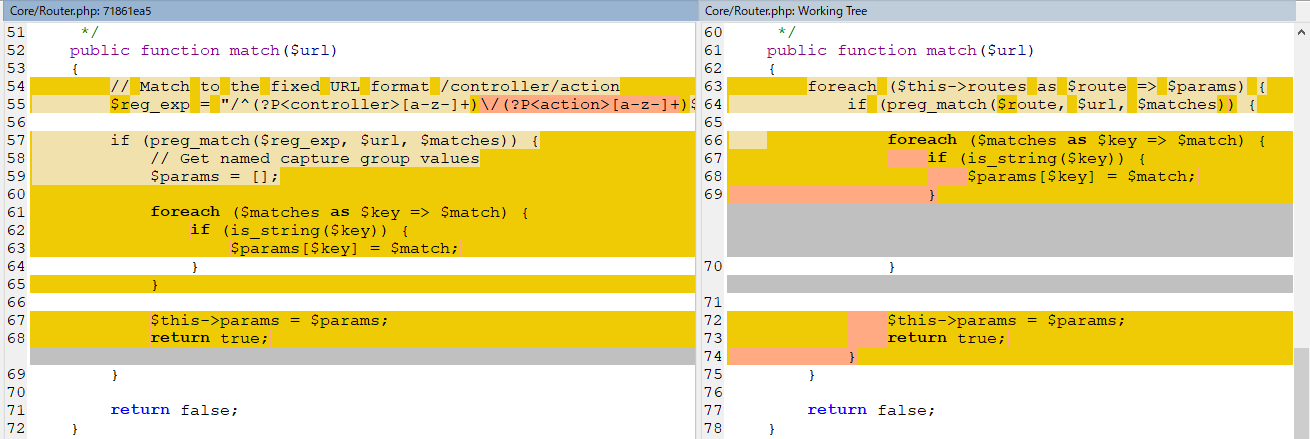 Core/Router.php: 71861ea5
51      */
52     public function match($url)
53     {
54         // Match to the fixed URL format /controller/action
55         $reg_exp = "/^(?P<controller>[a-z-]+)\/(?P<action>[a-z-]+)$
56
57         if (preg_match($reg_exp, $url, $matches)) {
58             // Get named capture group values
59             $params = [];
60
61             foreach ($matches as $key => $match) {
62                 if (is_string($key)) {
63                     $params[$key] = $match;
64                 }
65             }
66
67             $this->params = $params;
68             return true;
69         }
70
71         return false;
72     }
Core/Router.php: Working Tree
60      */
61     public function match($url)
62     {
63         foreach ($this->routes as $route => $params) {
64             if (preg_match($route, $url, $matches)) {
65
66                 foreach ($matches as $key => $match) {
67                     if (is_string($key)) {
68                         $params[$key] = $match;
69                     }
70                 }
71
72                 $this->params = $params;
73                 return true;
74             }
75         }
76
77         return false;
78     }